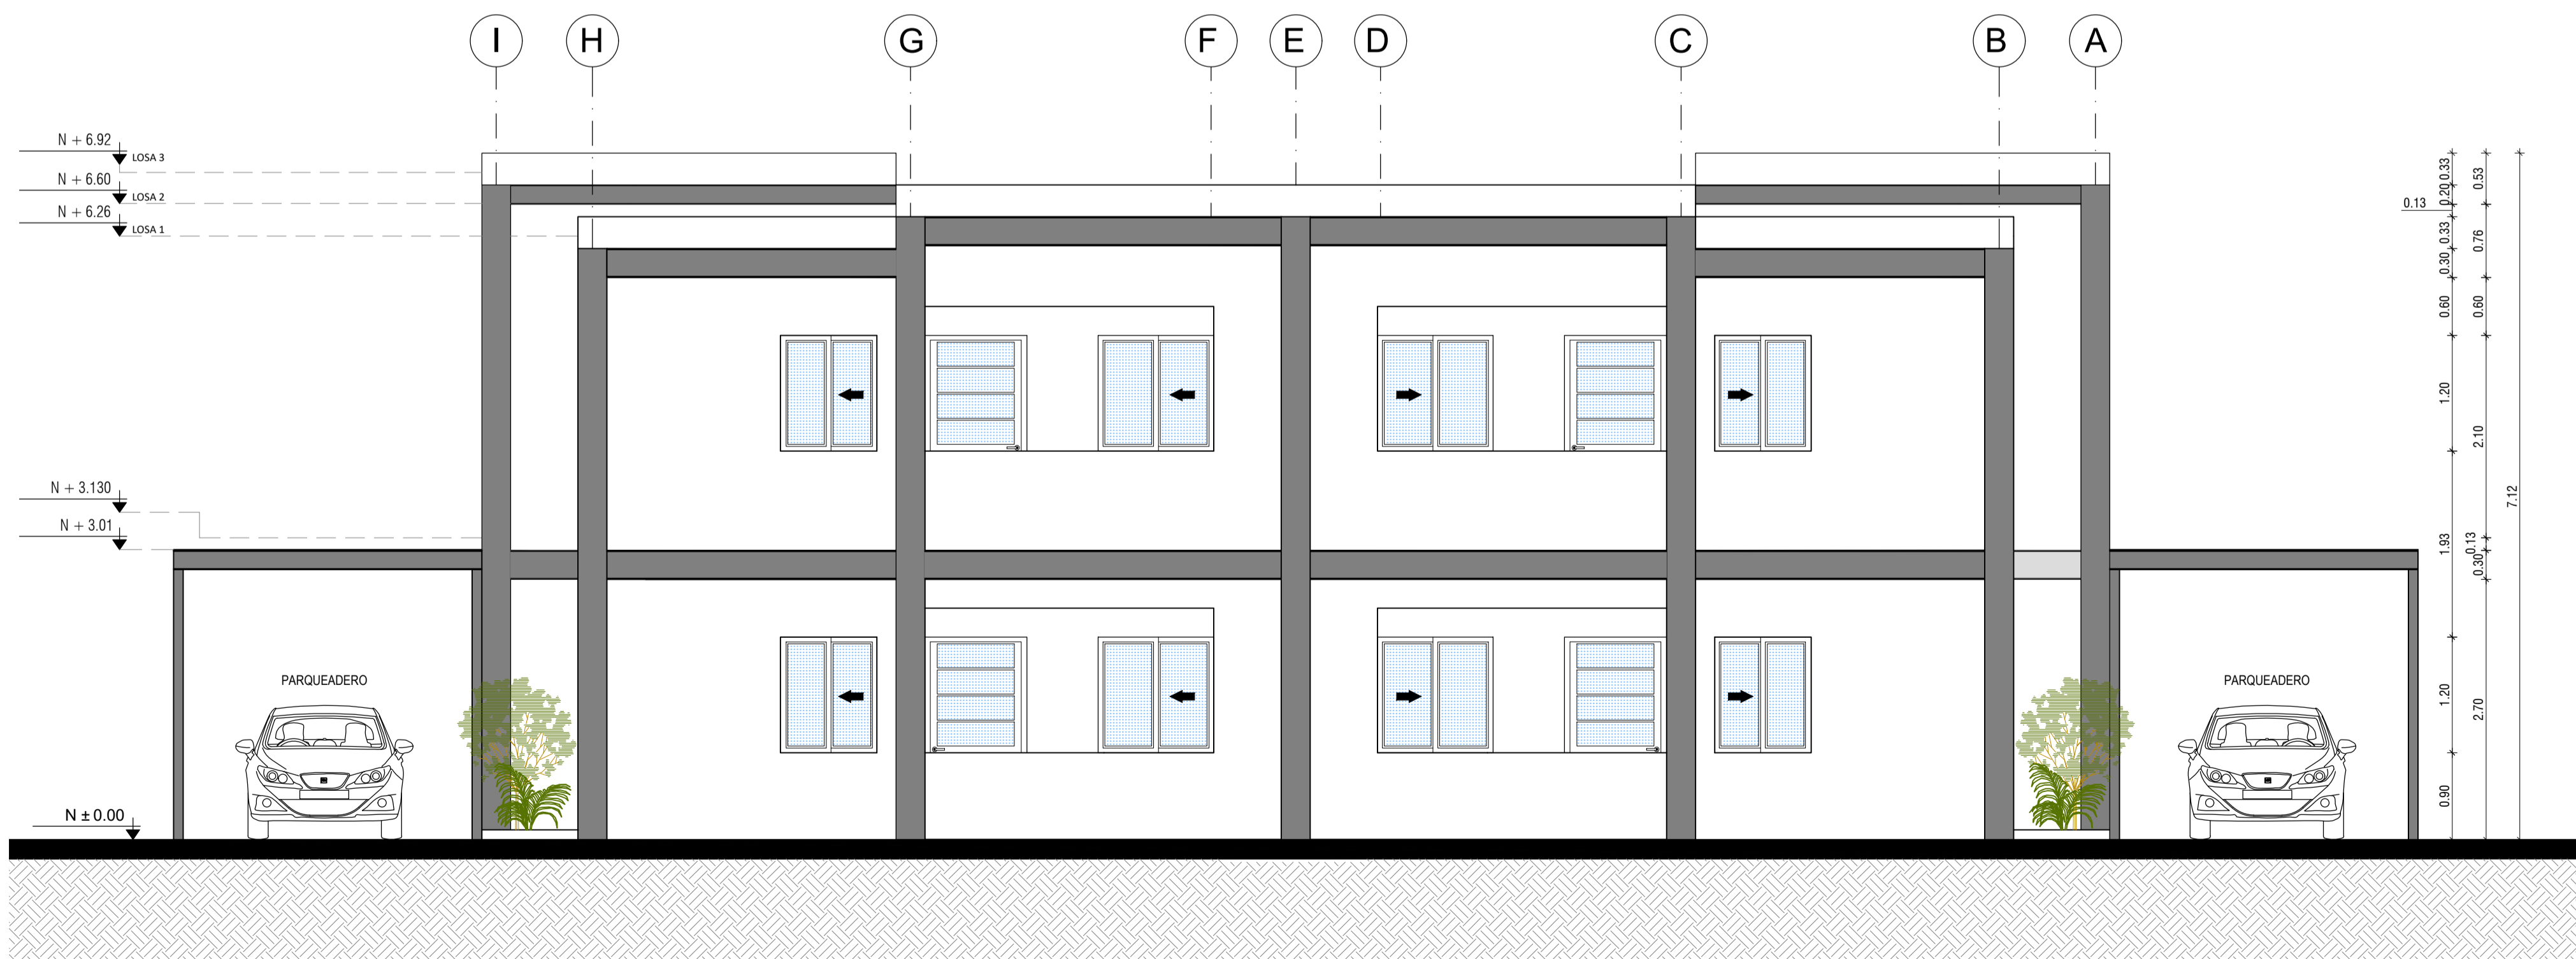 I H G F E D C B A
N + 6.92
LOSA 3
N + 6.60
LOSA 2
N + 6.26
LOSA 1
N + 3.130
N + 3.01
N ± 0.00
PARQUEADERO
PARQUEADERO
0.13
0.33
0.20
0.33
0.30
0.60
1.20
1.93
1.20
0.90
0.53
0.76
0.60
2.10
0.13
0.30
2.70
7.12